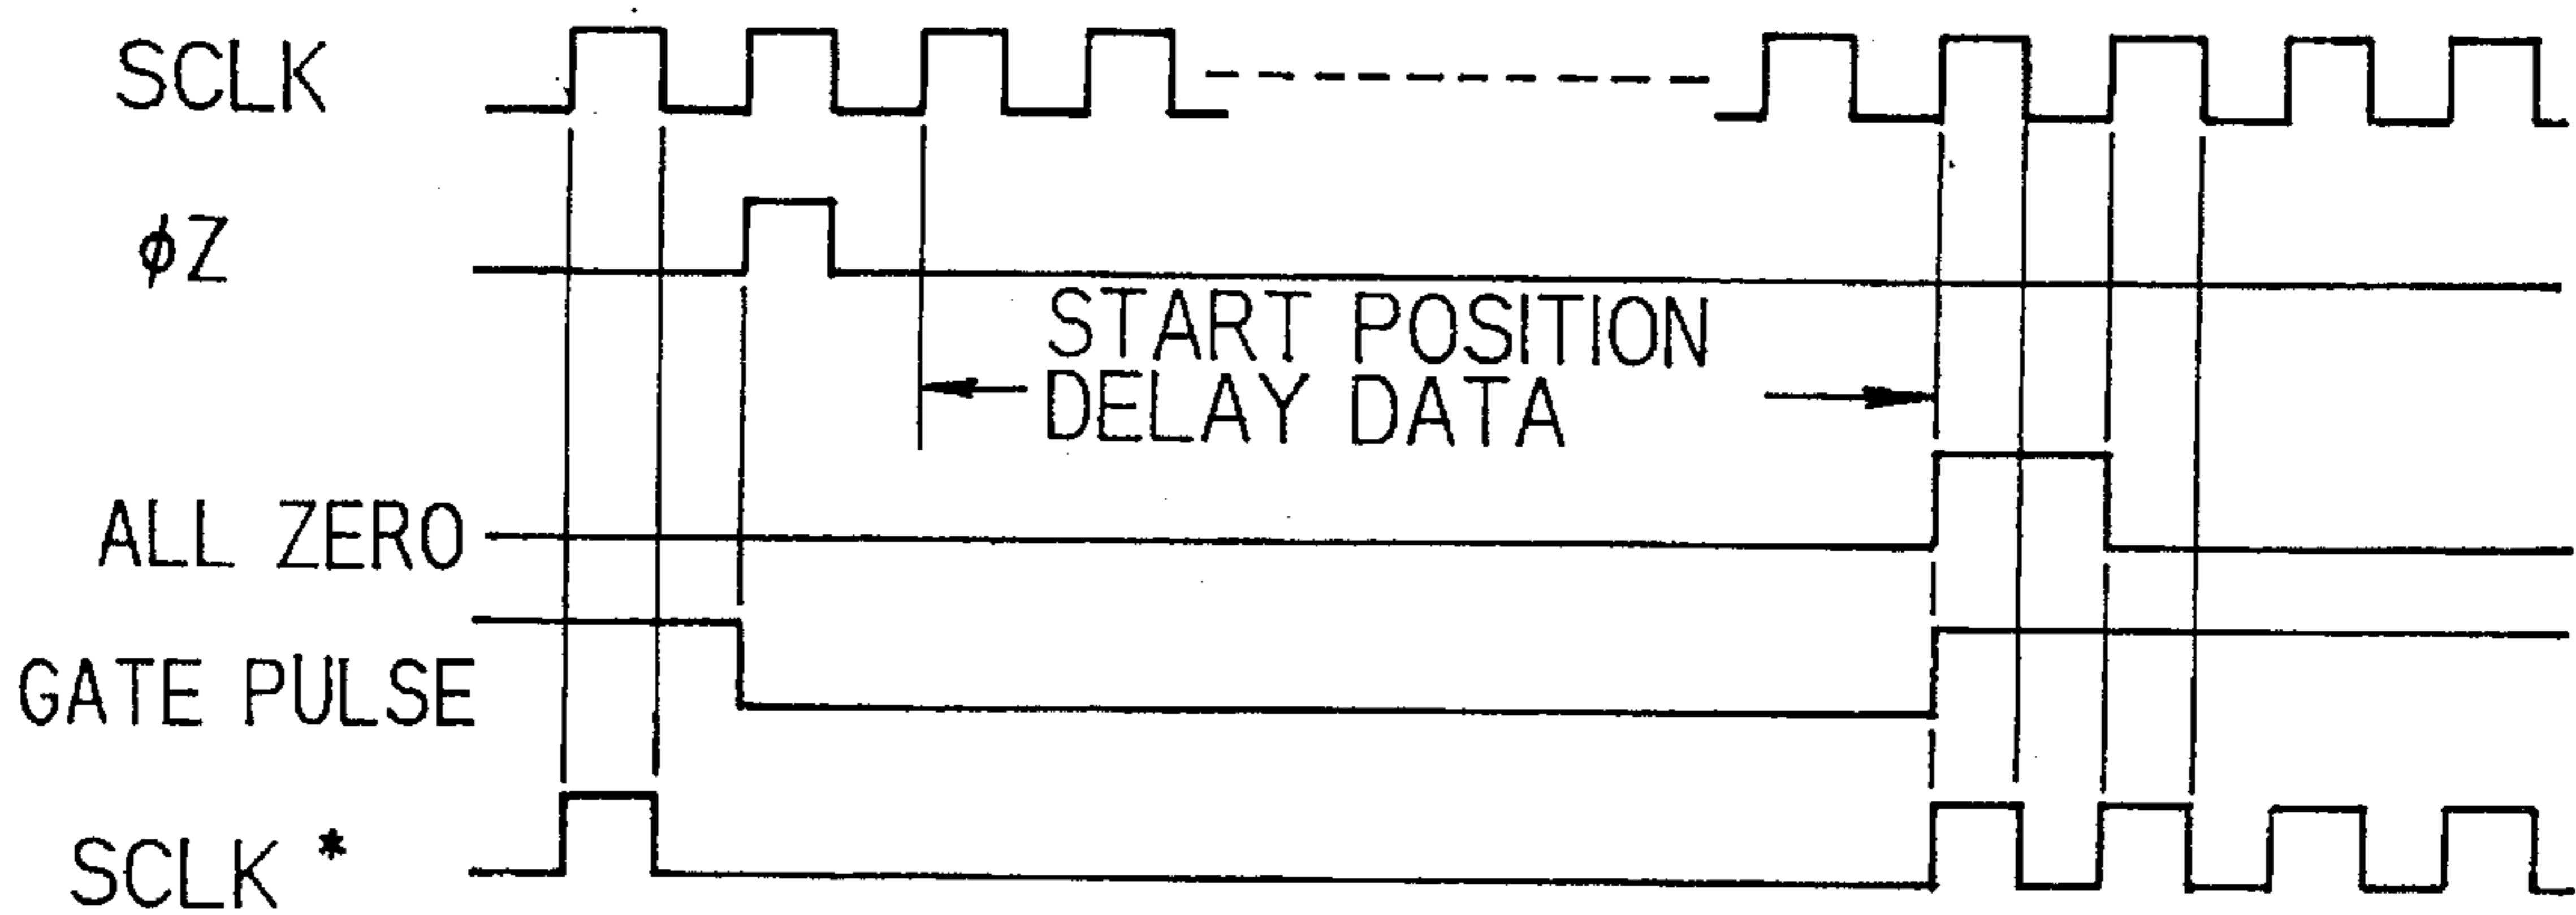 SCLK
φZ
START POSITION
DELAY DATA
ALL ZERO
GATE PULSE
SCLK *